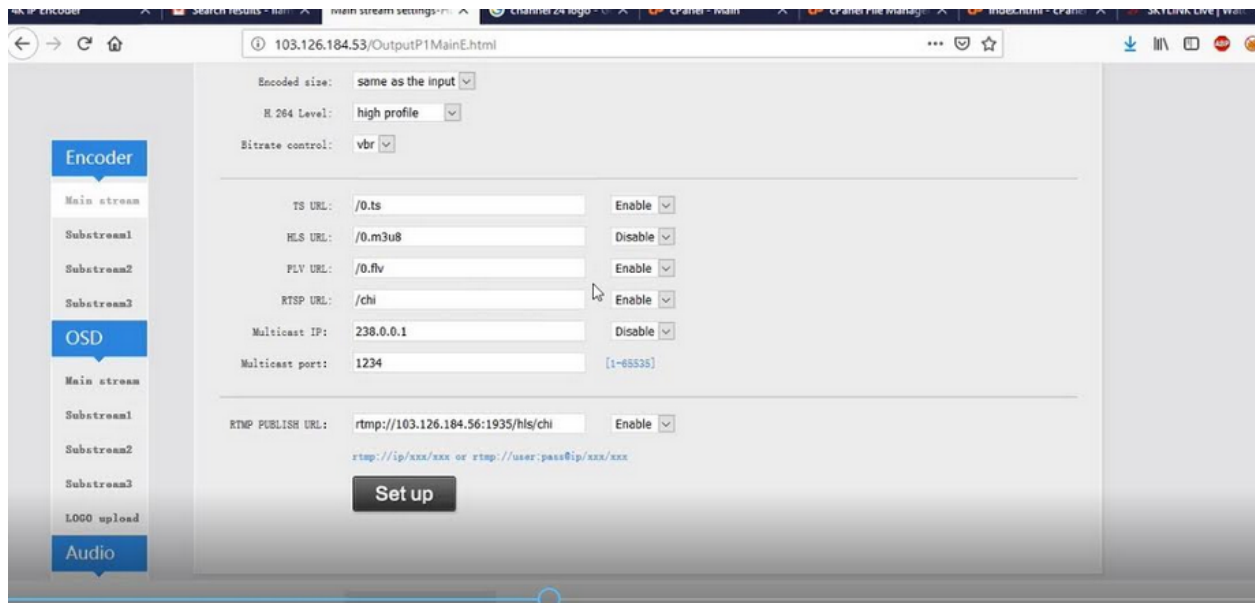 4K IP Encoder
Search results -
Main stream settings-
channel 24 logo -
cPanel - Main
cPanel File Manage
index.html - cPanel
SKYLINK LIVE | Wat
103.126.184.53/OutputP1MainE.html
ABP
Encoded size: same as the input
H.264 Level: high profile
Bitrate control: vbr
Encoder
Main stream
TS URL: /0.ts Enable
Substream1
HLS URL: /0.m3u8 Disable
Substream2
FLV URL: /0.flv Enable
Substream3
RTSP URL: /chi Enable
OSD
Multicast IP: 238.0.0.1 Disable
Multicast port: 1234 [1-65535]
Main stream
Substream1
RTMP PUBLISH URL: rtmp://103.126.184.56:1935/hls/chi Enable
Substream2
rtmp://ip/xxx/xxx or rtmp://user:pass@ip/xxx/xxx
Substream3
Set up
LOGO upload
Audio